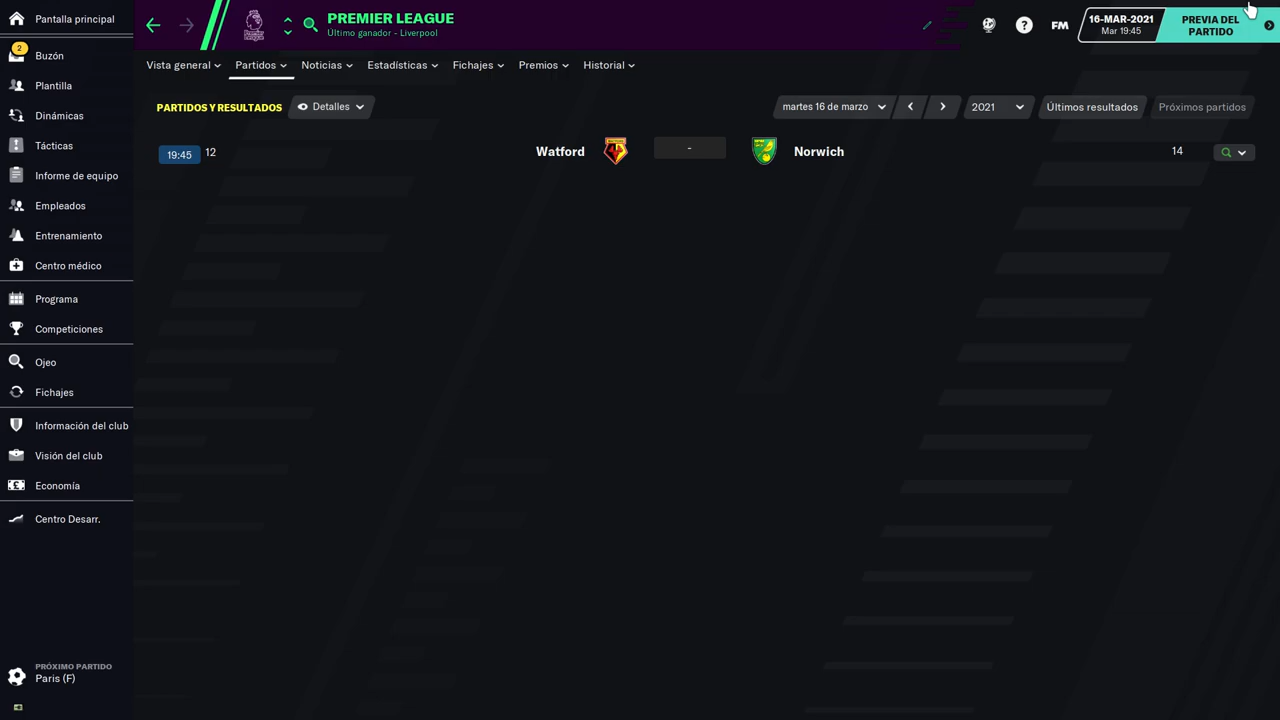 Pantalla principal
2
Buzón
Plantilla
Dinámicas
Tácticas
Informe de equipo
Empleados
Entrenamiento
Centro médico
Programa
Competiciones
Ojeo
Fichajes
Información del club
Visión del club
Economía
Centro Desarr.
PRÓXIMO PARTIDO
Paris (F)
PREMIER LEAGUE
Último ganador - Liverpool
? FM
16-MAR-2021
Mar 19:45
PREVIA DEL
PARTIDO
Vista general Partidos Noticias Estadísticas Fichajes Premios Historial
PARTIDOS Y RESULTADOS Detalles martes 16 de marzo 2021 Últimos resultados Próximos partidos
19:45 12 Watford - Norwich 14